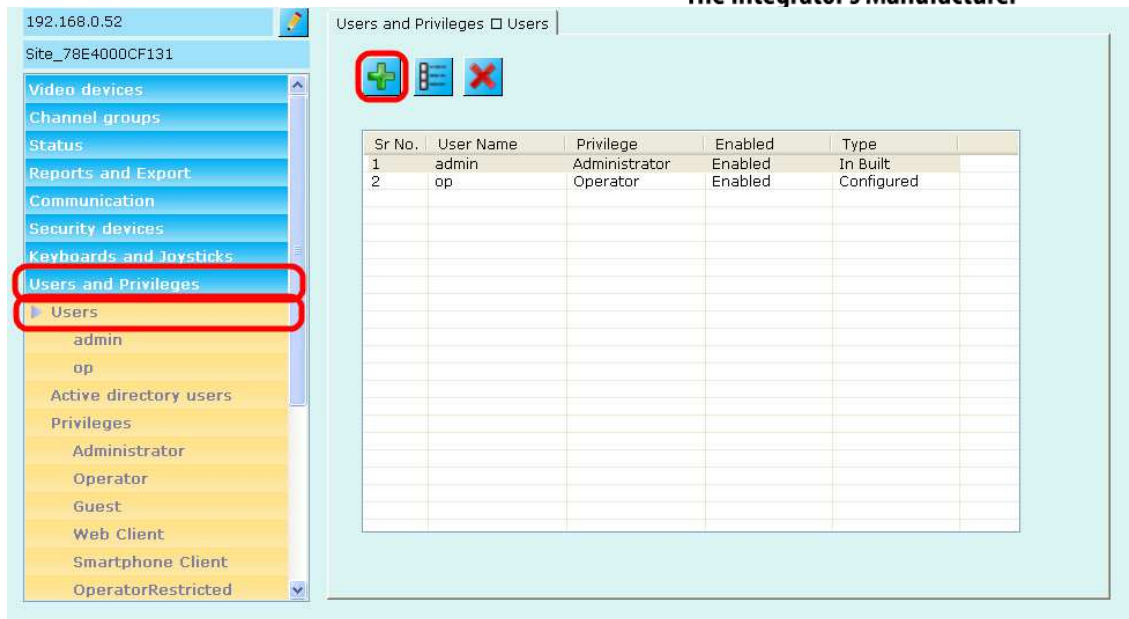 The Integrator's Manufacturer
192.168.0.52
Site_78E4000CF131
Video devices
Channel groups
Status
Reports and Export
Communication
Security devices
Keyboards and Joysticks
Users and Privileges
Users
admin
op
Active directory users
Privileges
Administrator
Operator
Guest
Web Client
Smartphone Client
OperatorRestricted
Users and Privileges □ Users
Sr No. User Name Privilege Enabled Type
1 admin Administrator Enabled In Built
2 op Operator Enabled Configured